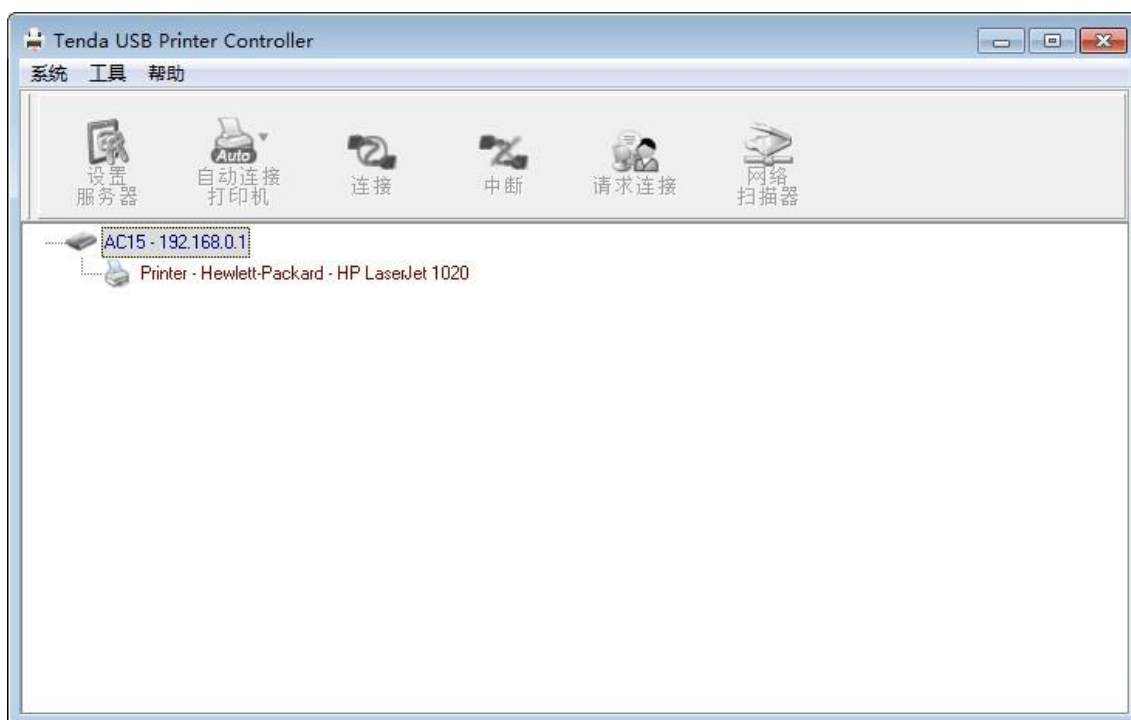 Tenda USB Printer Controller
系统 工具 帮助
Auto
设置 自动连接 连接 中断 请求连接 网络
服务器 打印机 扫描器
AC15 - 192.168.0.1
Printer - Hewlett-Packard - HP LaserJet 1020